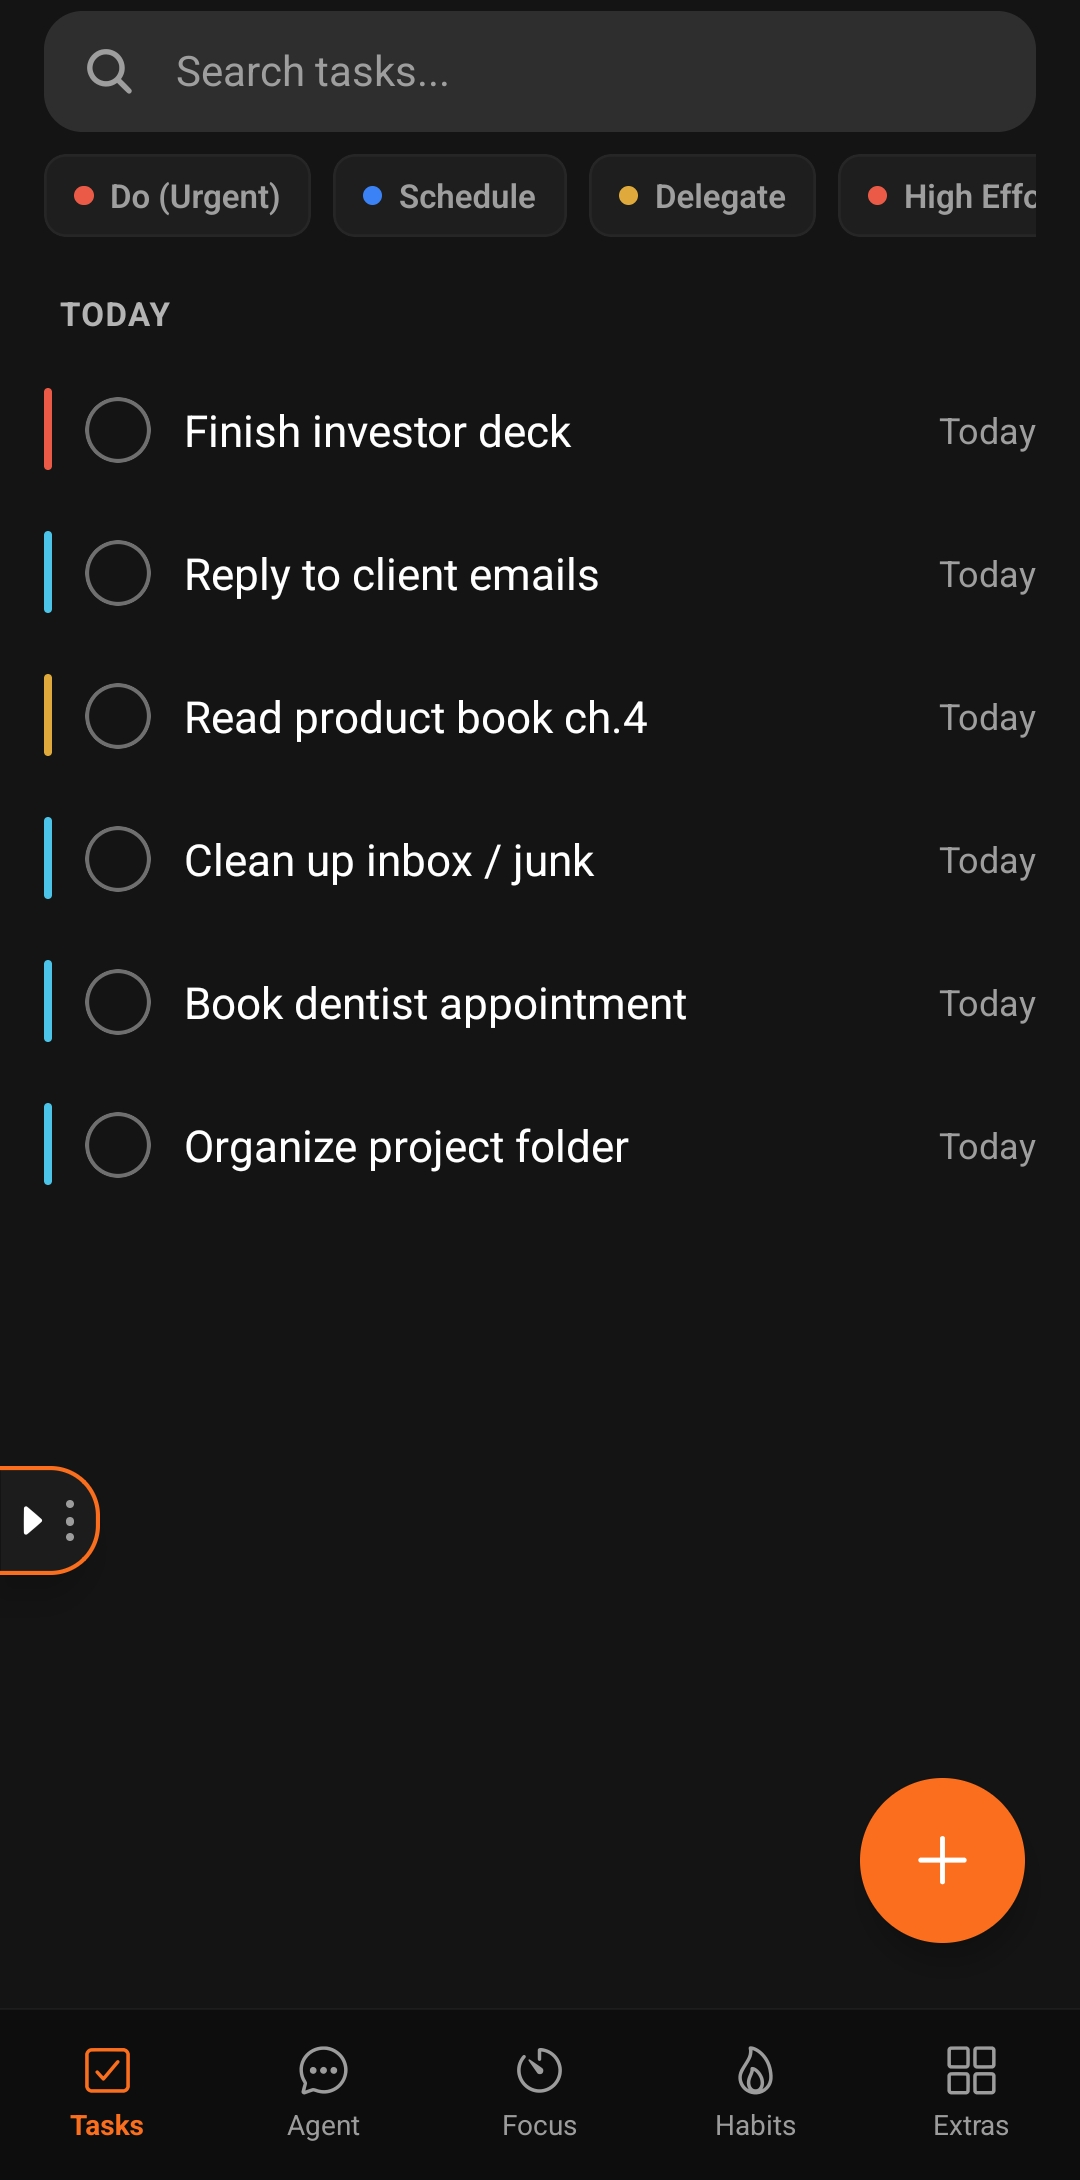 Search tasks...
Do (Urgent) Schedule Delegate High Effo
TODAY
Finish investor deck Today
Reply to client emails Today
Read product book ch.4 Today
Clean up inbox / junk Today
Book dentist appointment Today
Organize project folder Today
Tasks Agent Focus Habits Extras